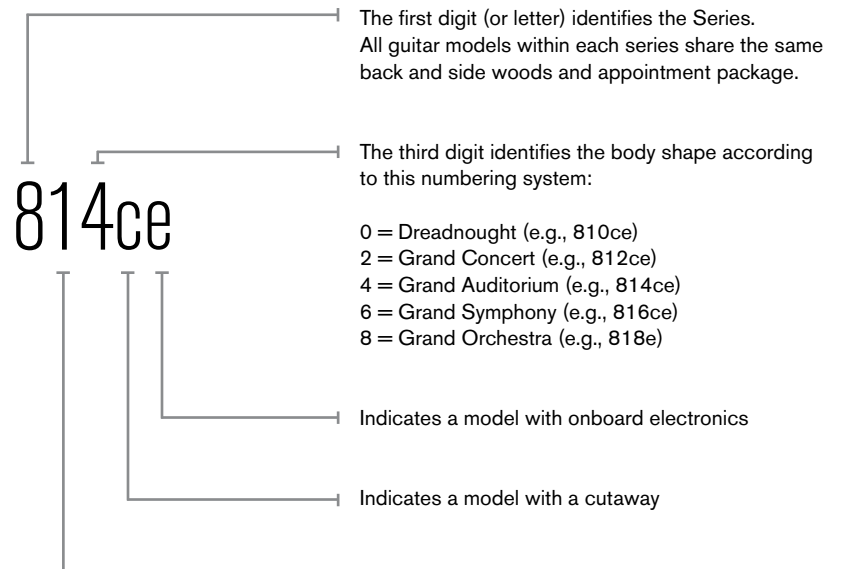 The first digit (or letter) identifies the Series.
All guitar models within each series share the same
back and side woods and appointment package.
The third digit identifies the body shape according
to this numbering system:
814ce
0 = Dreadnought (e.g., 810ce)
2 = Grand Concert (e.g., 812ce)
4 = Grand Auditorium (e.g., 814ce)
6 = Grand Symphony (e.g., 816ce)
8 = Grand Orchestra (e.g., 818e)
Indicates a model with onboard electronics
Indicates a model with a cutaway